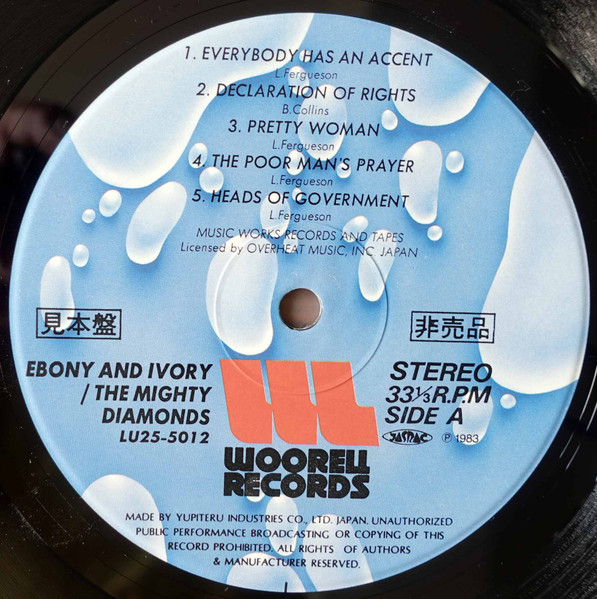 1. EVERYBODY HAS AN ACCENT
L.Fergueson
2. DECLARATION OF RIGHTS
B.Collins
3. PRETTY WOMAN
L.Fergueson
4. THE POOR MAN'S PRAYER
L.Fergueson
5. HEADS OF GOVERNMENT
L.Fergueson
MUSIC WORKS RECORDS AND TAPES
Licensed by OVERHEAT MUSIC, INC. JAPAN
見本盤
非売品
EBONY AND IVORY
/ THE MIGHTY
DIAMONDS
LU25-5012
STEREO
33⅓R.P.M
SIDE A
JASRAC Ⓟ 1983
WOORELL
RECORDS
MADE BY YUPITERU INDUSTRIES CO., LTD. JAPAN. UNAUTHORIZED
PUBLIC PERFORMANCE BROADCASTING OR COPYING OF THIS
RECORD PROHIBITED. ALL RIGHTS OF AUTHORS
& MANUFACTURER RESERVED.